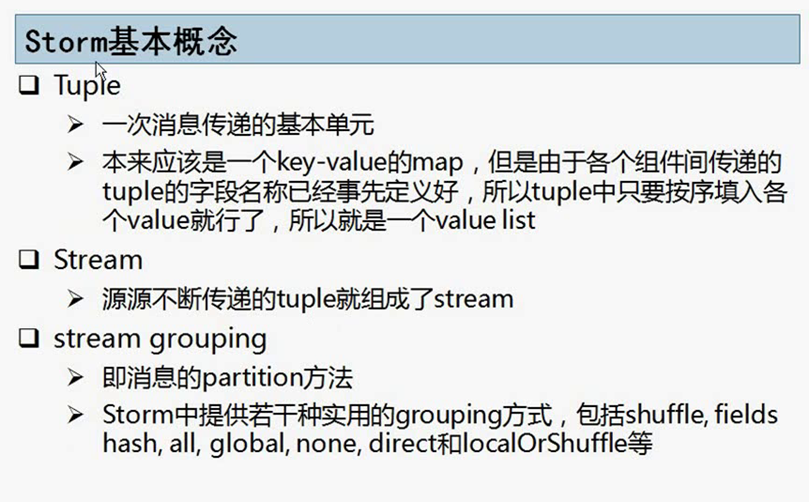 Storm基本概念
Tuple
一次消息传递的基本单元
本来应该是一个key-value的map，但是由于各个组件间传递的
tuple的字段名称已经事先定义好，所以tuple中只要按序填入各
个value就行了，所以就是一个value list
Stream
源源不断传递的tuple就组成了stream
stream grouping
即消息的partition方法
Storm中提供若干种实用的grouping方式，包括shuffle, fields
hash, all, global, none, direct和localOrShuffle等